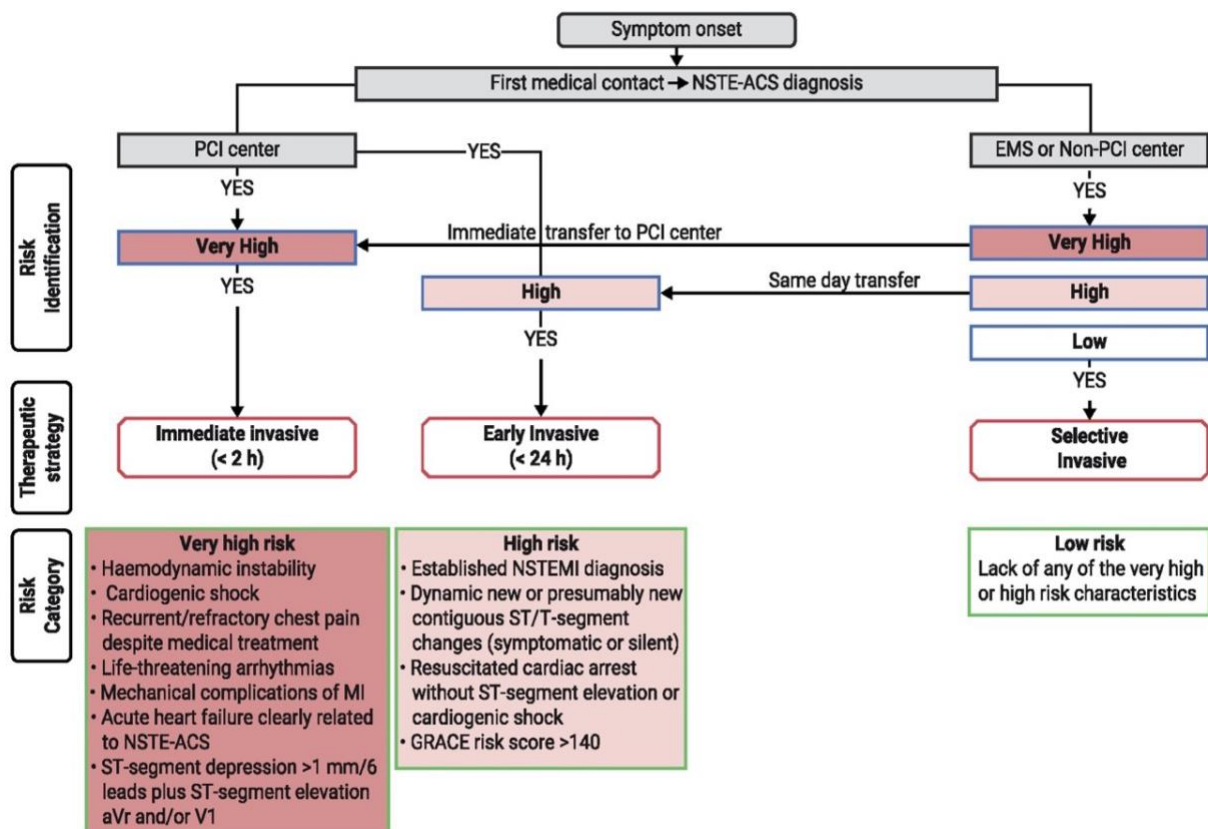 Symptom onset
First medical contact → NSTE-ACS diagnosis
PCI center
YES
EMS or Non-PCI center
YES
YES
Risk
Identification
Very High
Immediate transfer to PCI center
Very High
YES
High
Same day transfer
High
YES
Low
YES
Therapeutic
strategy
Immediate invasive
(< 2 h)
Early Invasive
(< 24 h)
Selective
Invasive
Risk
Category
Very high risk
• Haemodynamic instability
• Cardiogenic shock
• Recurrent/refractory chest pain
despite medical treatment
• Life-threatening arrhythmias
• Mechanical complications of MI
• Acute heart failure clearly related
to NSTE-ACS
• ST-segment depression >1 mm/6
leads plus ST-segment elevation
aVr and/or V1
High risk
• Established NSTEMI diagnosis
• Dynamic new or presumably new
contiguous ST/T-segment
changes (symptomatic or silent)
• Resuscitated cardiac arrest
without ST-segment elevation or
cardiogenic shock
• GRACE risk score >140
Low risk
Lack of any of the very high
or high risk characteristics